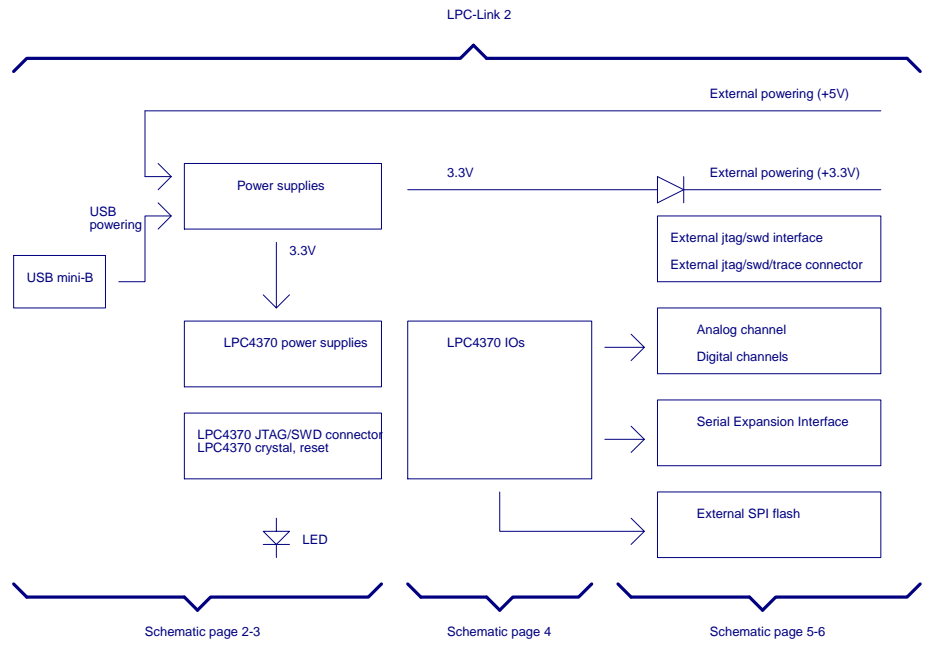 LPC-Link 2
External powering (+5V)
3.3V
External powering (+3.3V)
Power supplies
USB
powering
External jtag/swd interface
3.3V
External jtag/swd/trace connector
USB mini-B
LPC4370 power supplies
LPC4370 IOs
Analog channel
Digital channels
LPC4370 JTAG/SWD connector
LPC4370 crystal, reset
Serial Expansion Interface
External SPI flash
LED
Schematic page 2-3
Schematic page 4
Schematic page 5-6